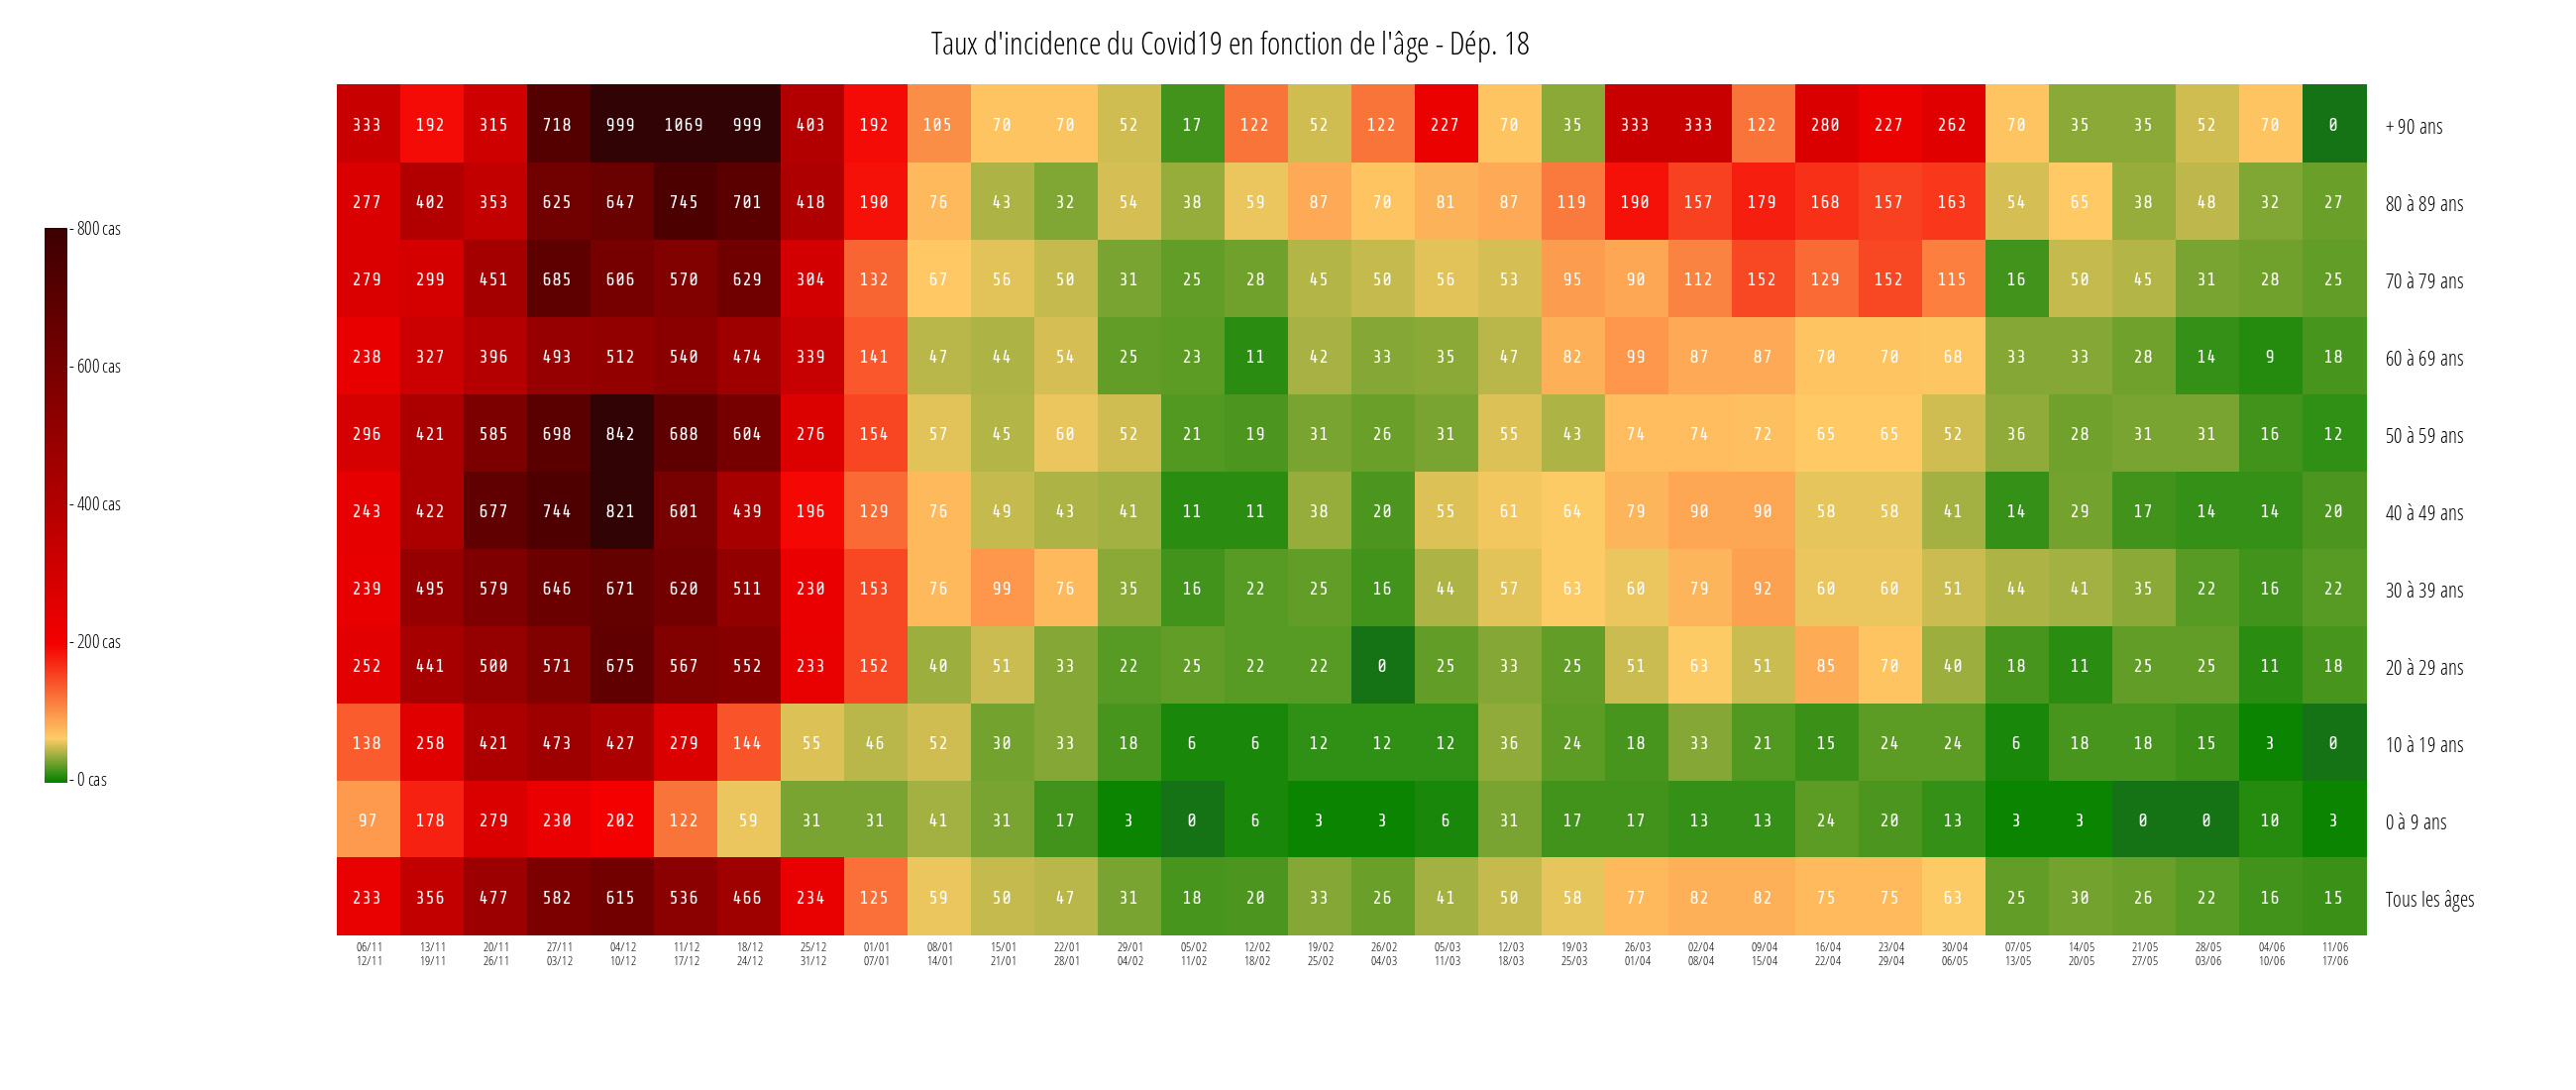 Taux d'incidence du Covid19 en fonction de l'âge - Dép. 18
- 800 cas
- 600 cas
- 400 cas
- 200 cas
- 0 cas
333 192 315 718 999 1069 999 403 192 105 70 70 52 17 122 52 122 227 70 35 333 333 122 280 227 262 70 35 35 52 70 0 + 90 ans
277 402 353 625 647 745 701 418 190 76 43 32 54 38 59 87 70 81 87 119 190 157 179 168 157 163 54 65 38 48 32 27 80 à 89 ans
279 299 451 685 606 570 629 304 132 67 56 50 31 25 28 45 50 56 53 95 90 112 152 129 152 115 16 50 45 31 28 25 70 à 79 ans
238 327 396 493 512 540 474 339 141 47 44 54 25 23 11 42 33 35 47 82 99 87 87 70 70 68 33 33 28 14 9 18 60 à 69 ans
296 421 585 698 842 688 604 276 154 57 45 60 52 21 19 31 26 31 55 43 74 74 72 65 65 52 36 28 31 31 16 12 50 à 59 ans
243 422 677 744 821 601 439 196 129 76 49 43 41 11 11 38 20 55 61 64 79 90 90 58 58 41 14 29 17 14 14 20 40 à 49 ans
239 495 579 646 671 620 511 230 153 76 99 76 35 16 22 25 16 44 57 63 60 79 92 60 60 51 44 41 35 22 16 22 30 à 39 ans
252 441 500 571 675 567 552 233 152 40 51 33 22 25 22 22 0 25 33 25 51 63 51 85 70 40 18 11 25 25 11 18 20 à 29 ans
138 258 421 473 427 279 144 55 46 52 30 33 18 6 6 12 12 12 36 24 18 33 21 15 24 24 6 18 18 15 3 0 10 à 19 ans
97 178 279 230 202 122 59 31 31 41 31 17 3 0 6 3 3 6 31 17 17 13 13 24 20 13 3 3 0 0 10 3 0 à 9 ans
233 356 477 582 615 536 466 234 125 59 50 47 31 18 20 33 26 41 50 58 77 82 82 75 75 63 25 30 26 22 16 15 Tous les âges
06/11 13/11 20/11 27/11 04/12 11/12 18/12 25/12 01/01 08/01 15/01 22/01 29/01 05/02 12/02 19/02 26/02 05/03 12/03 19/03 26/03 02/04 09/04 16/04 23/04 30/04 07/05 14/05 21/05 28/05 04/06 11/06
12/11 19/11 26/11 03/12 10/12 17/12 24/12 31/12 07/01 14/01 21/01 28/01 04/02 11/02 18/02 25/02 04/03 11/03 18/03 25/03 01/04 08/04 15/04 22/04 29/04 06/05 13/05 20/05 27/05 03/06 10/06 17/06